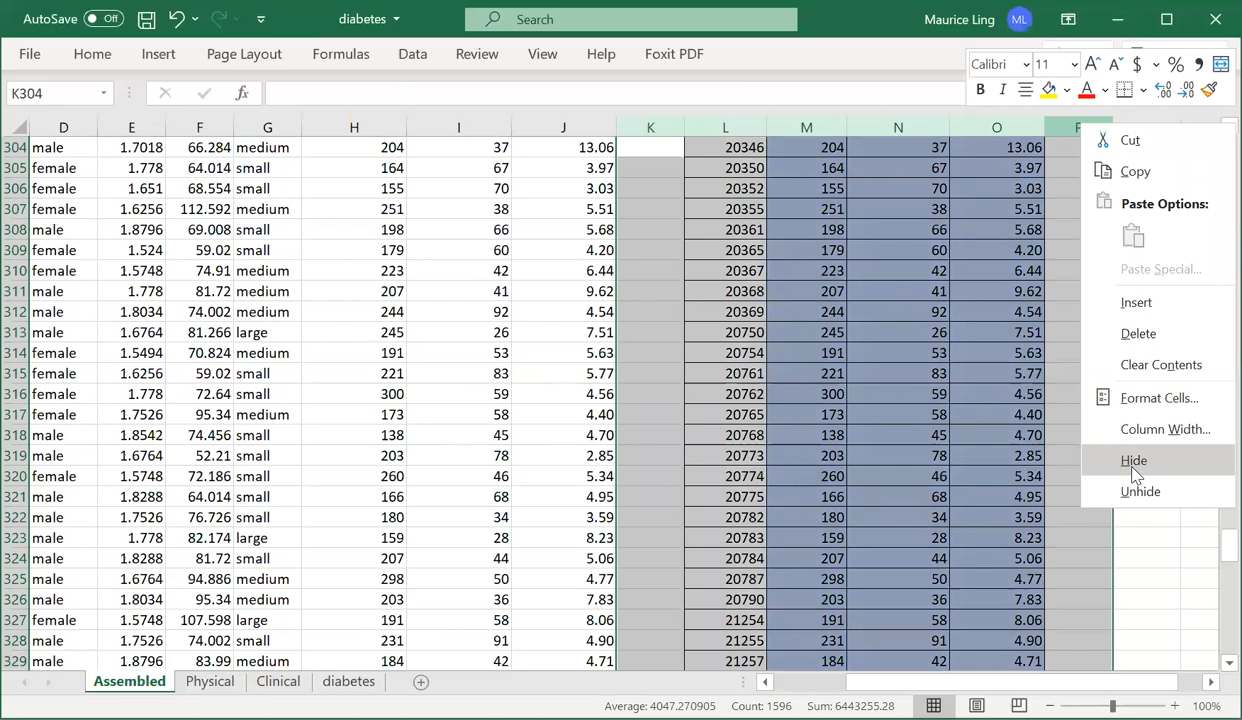 AutoSave Off diabetes Search Maurice Ling ML
File Home Insert Page Layout Formulas Data Review View Help Foxit PDF
Calibri 11 A A $ % ,
B I A
K304 fx
D E F G H I J K L M N O P
304 male 1.7018 66.284 medium 204 37 13.06 20346 204 37 13.06
305 female 1.778 64.014 small 164 67 3.97 20350 164 67 3.97
306 female 1.651 68.554 small 155 70 3.03 20352 155 70 3.03
307 female 1.6256 112.592 medium 251 38 5.51 20355 251 38 5.51
308 male 1.8796 69.008 small 198 66 5.68 20361 198 66 5.68
309 female 1.524 59.02 small 179 60 4.20 20365 179 60 4.20
310 female 1.5748 74.91 medium 223 42 6.44 20367 223 42 6.44
311 male 1.778 81.72 medium 207 41 9.62 20368 207 41 9.62
312 male 1.8034 74.002 medium 244 92 4.54 20369 244 92 4.54
313 male 1.6764 81.266 large 245 26 7.51 20750 245 26 7.51
314 female 1.5494 70.824 medium 191 53 5.63 20754 191 53 5.63
315 female 1.6256 59.02 small 221 83 5.77 20761 221 83 5.77
316 female 1.778 72.64 small 300 59 4.56 20762 300 59 4.56
317 female 1.7526 95.34 medium 173 58 4.40 20765 173 58 4.40
318 male 1.8542 74.456 small 138 45 4.70 20768 138 45 4.70
319 male 1.6764 52.21 small 203 78 2.85 20773 203 78 2.85
320 female 1.5748 72.186 small 260 46 5.34 20774 260 46 5.34
321 male 1.8288 64.014 small 166 68 4.95 20775 166 68 4.95
322 male 1.7526 76.726 small 180 34 3.59 20782 180 34 3.59
323 male 1.778 82.174 large 159 28 8.23 20783 159 28 8.23
324 male 1.8288 81.72 small 207 44 5.06 20784 207 44 5.06
325 male 1.6764 94.886 medium 298 50 4.77 20787 298 50 4.77
326 male 1.8034 95.34 medium 203 36 7.83 20790 203 36 7.83
327 female 1.5748 107.598 large 191 58 8.06 21254 191 58 8.06
328 male 1.7526 74.002 small 231 91 4.90 21255 231 91 4.90
329 male 1.8796 83.99 medium 184 42 4.71 21257 184 42 4.71
Cut
Copy
Paste Options:
Paste Special...
Insert
Delete
Clear Contents
Format Cells...
Column Width...
Hide
Unhide
Assembled Physical Clinical diabetes
Average: 4047.270905 Count: 1596 Sum: 6443255.28 100%